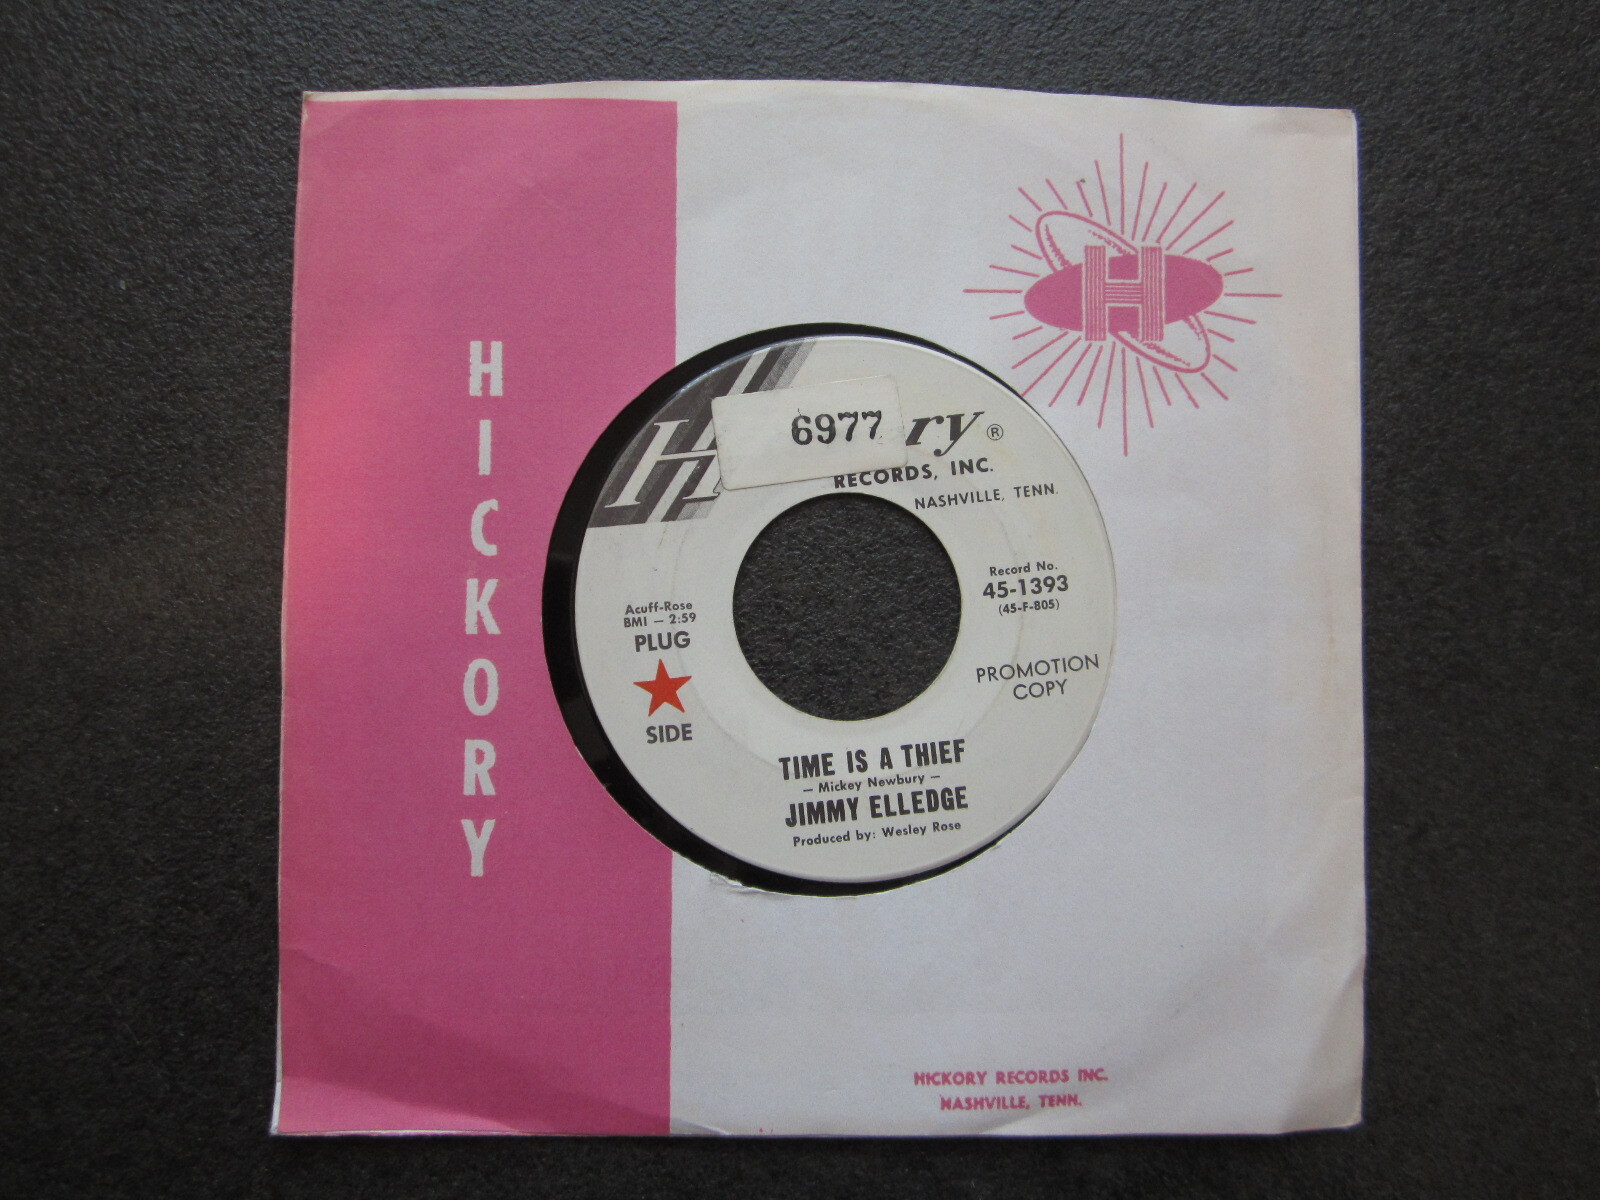 HICKORY
H
6977
ry ®
RECORDS, INC.
NASHVILLE, TENN.
Record No.
45-1393
(45-F-805)
Acuff-Rose
BMI — 2:59
PLUG
SIDE
PROMOTION
COPY
TIME IS A THIEF
— Mickey Newbury —
JIMMY ELLEDGE
Produced by: Wesley Rose
HICKORY RECORDS INC.
NASHVILLE, TENN.